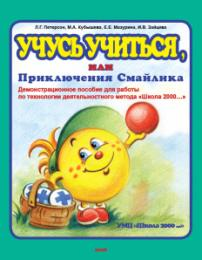 Л.Г. Петерсон, М.А. Кубышева, С.Е. Мазурина, И.В. Зайцева
УЧУСЬ УЧИТЬСЯ,
ИЛИ
Приключения Смайлика
Демонстрационное пособие для работы
по технологии деятельностного метода «Школа 2000...»
УМЦ «Школа 2000...»